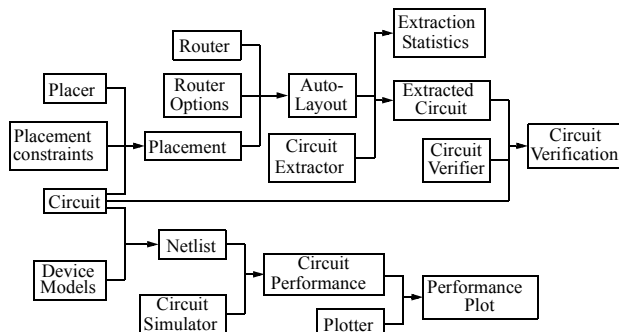 Extraction
Statistics
Router
Placer
Router
Options
Auto-
Layout
Extracted
Circuit
Placement
constraints
Placement
Circuit
Extractor
Circuit
Verifier
Circuit
Verification
Circuit
Netlist
Device
Models
Circuit
Performance
Performance
Plot
Circuit
Simulator
Plotter